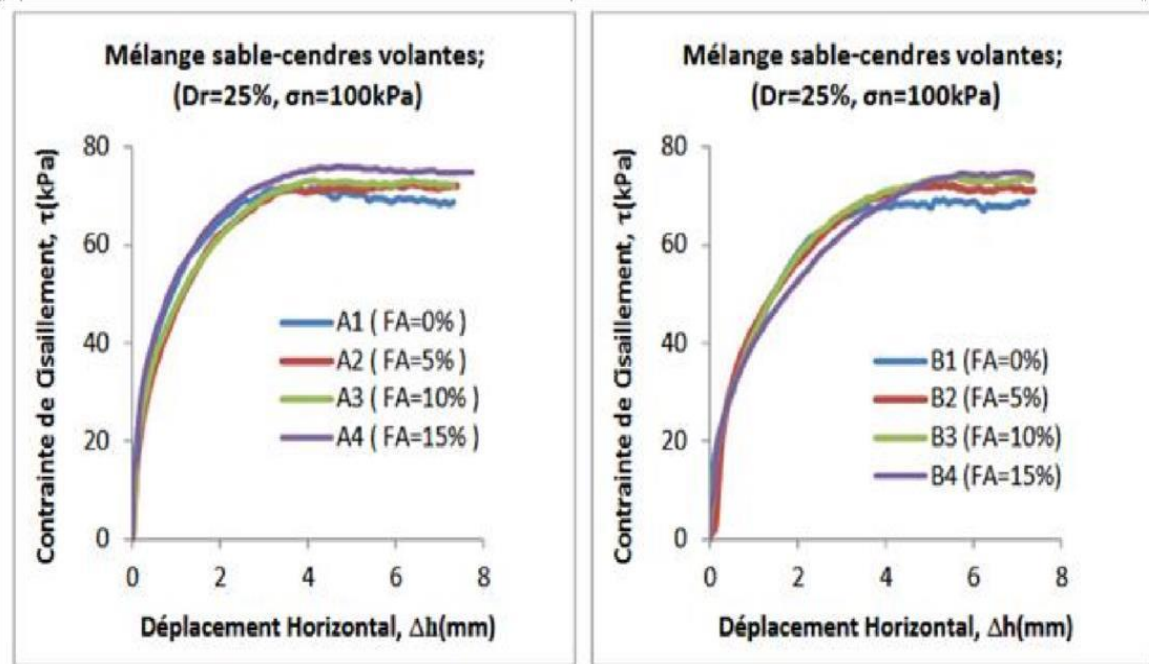 Mélange sable-cendres volantes;
(Dr=25%, σn=100kPa)
Contrainte de Cisaillement, τ(kPa)
80
60
40
20
0
A1 ( FA=0% )
A2 ( FA=5% )
A3 ( FA=10% )
A4 ( FA=15% )
0 2 4 6 8
Déplacement Horizontal, Δh(mm)
Mélange sable-cendres volantes;
(Dr=25%, σn=100kPa)
Contrainte de Cisaillement, τ(kPa)
80
60
40
20
0
B1 (FA=0%)
B2 (FA=5%)
B3 (FA=10%)
B4 (FA=15%)
0 2 4 6 8
Déplacement Horizontal, Δh(mm)